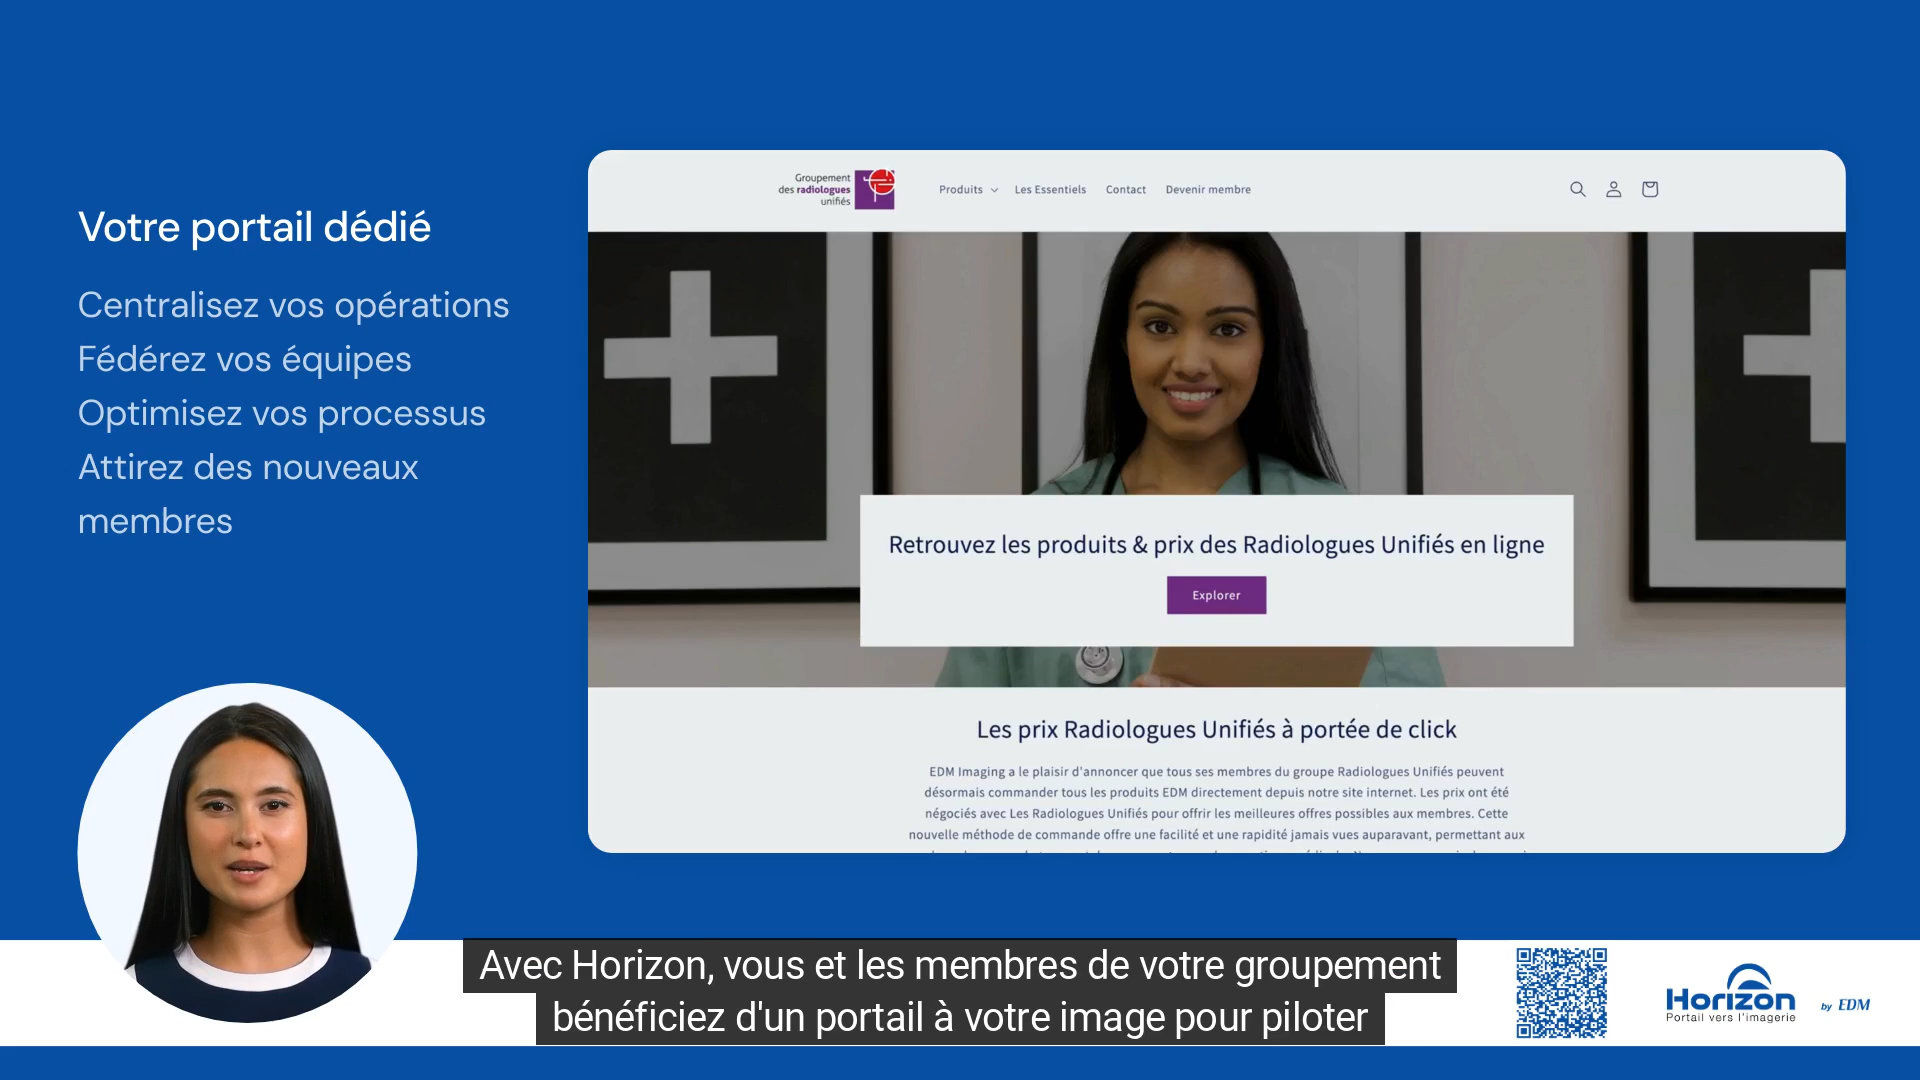 Votre portail dédié
Centralisez vos opérations
Fédérez vos équipes
Optimisez vos processus
Attirez des nouveaux
membres
Groupement
des radiologues
unifiés
Produits
Les Essentiels
Contact
Devenir membre
Retrouvez les produits & prix des Radiologues Unifiés en ligne
Explorer
Les prix Radiologues Unifiés à portée de click
EDM Imaging a le plaisir d'annoncer que tous ses membres du groupe Radiologues Unifiés peuvent
désormais commander tous les produits EDM directement depuis notre site internet. Les prix ont été
négociés avec Les Radiologues Unifiés pour offrir les meilleures offres possibles aux membres. Cette
nouvelle méthode de commande offre une facilité et une rapidité jamais vues auparavant, permettant aux
Avec Horizon, vous et les membres de votre groupement
bénéficiez d'un portail à votre image pour piloter
Horizon
Portail vers l'imagerie
by EDM